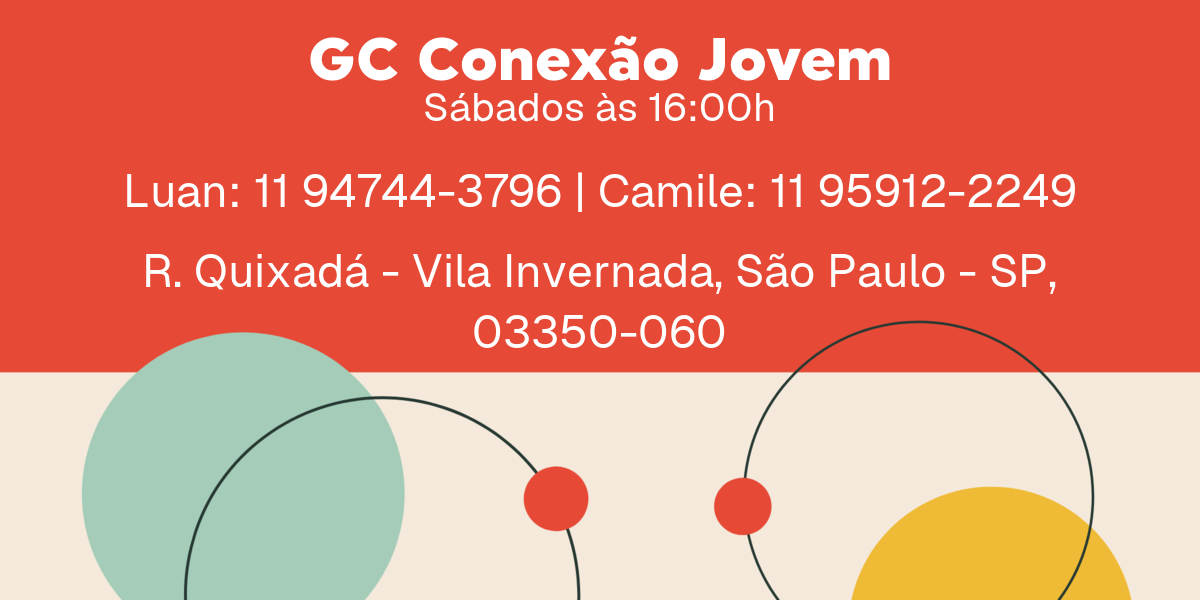 GC Conexão Jovem
Sábados às 16:00h
Luan: 11 94744-3796 | Camile: 11 95912-2249
R. Quixadá - Vila Invernada, São Paulo - SP,
03350-060